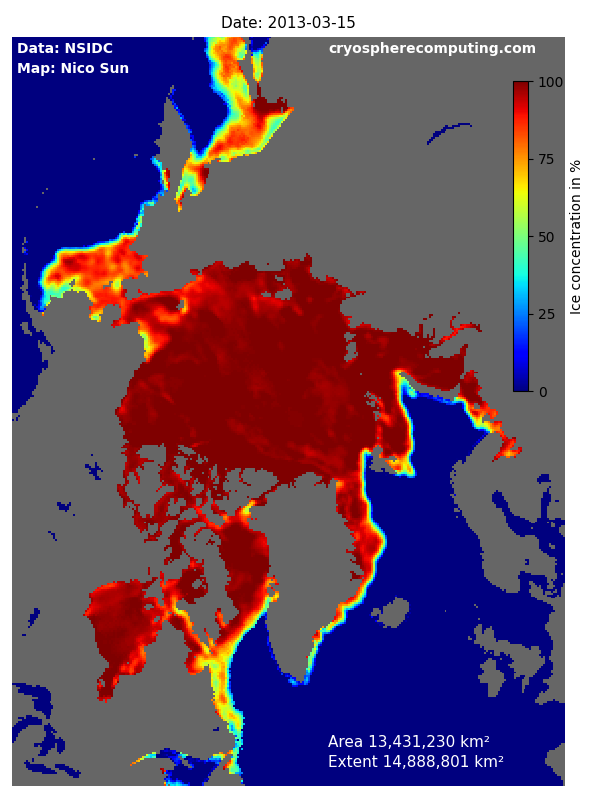 Date: 2013-03-15
Data: NSIDC
cryospherecomputing.com
Map: Nico Sun
100
75
50
25
0
Ice concentration in %
Area 13,431,230 km²
Extent 14,888,801 km²